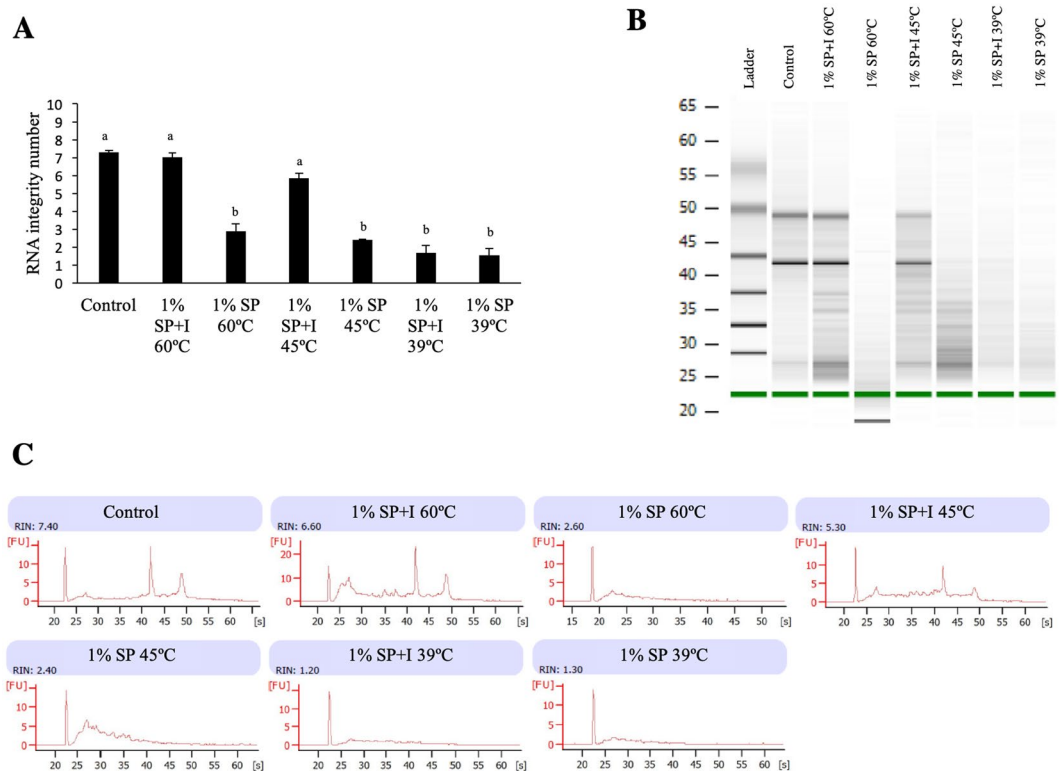 A
RNA integrity number
10
9
8
7
6
5
4
3
2
1
0
a
a
b
a
b
b
b
Control
1% SP+I 60ºC
1% SP 60ºC
1% SP+I 45ºC
1% SP 45ºC
1% SP+I 39ºC
1% SP 39ºC
B
Ladder
Control
1% SP+I 60ºC
1% SP 60ºC
1% SP+I 45ºC
1% SP 45ºC
1% SP+I 39ºC
1% SP 39ºC
65
60
55
50
45
40
35
30
25
20
C
Control
RIN: 7.40
[FU]
10
5
0
20 25 30 35 40 45 50 55 60 [s]
1% SP+I 60ºC
RIN: 6.60
[FU]
20
10
0
20 25 30 35 40 45 50 55 60 [s]
1% SP 60ºC
RIN: 2.60
[FU]
10
5
0
15 20 25 30 35 40 45 50 [s]
1% SP+I 45ºC
RIN: 5.30
[FU]
10
5
0
20 25 30 35 40 45 50 55 60 [s]
1% SP 45ºC
RIN: 2.40
[FU]
10
5
0
20 25 30 35 40 45 50 55 60 [s]
1% SP+I 39ºC
RIN: 1.20
[FU]
10
5
0
20 25 30 35 40 45 50 55 60 [s]
1% SP 39ºC
RIN: 1.30
[FU]
10
5
0
20 25 30 35 40 45 50 55 60 [s]